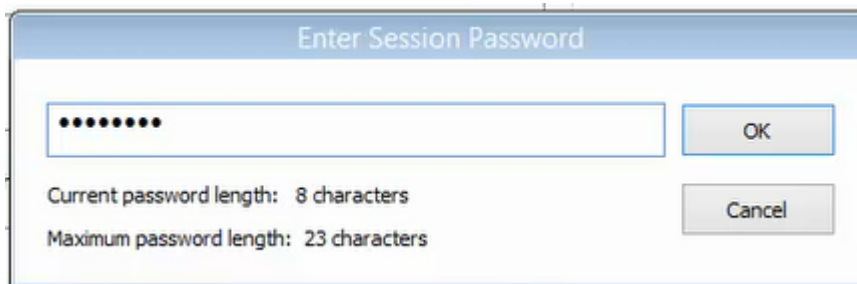 Enter Session Password
••••••••
OK
Current password length: 8 characters
Cancel
Maximum password length: 23 characters